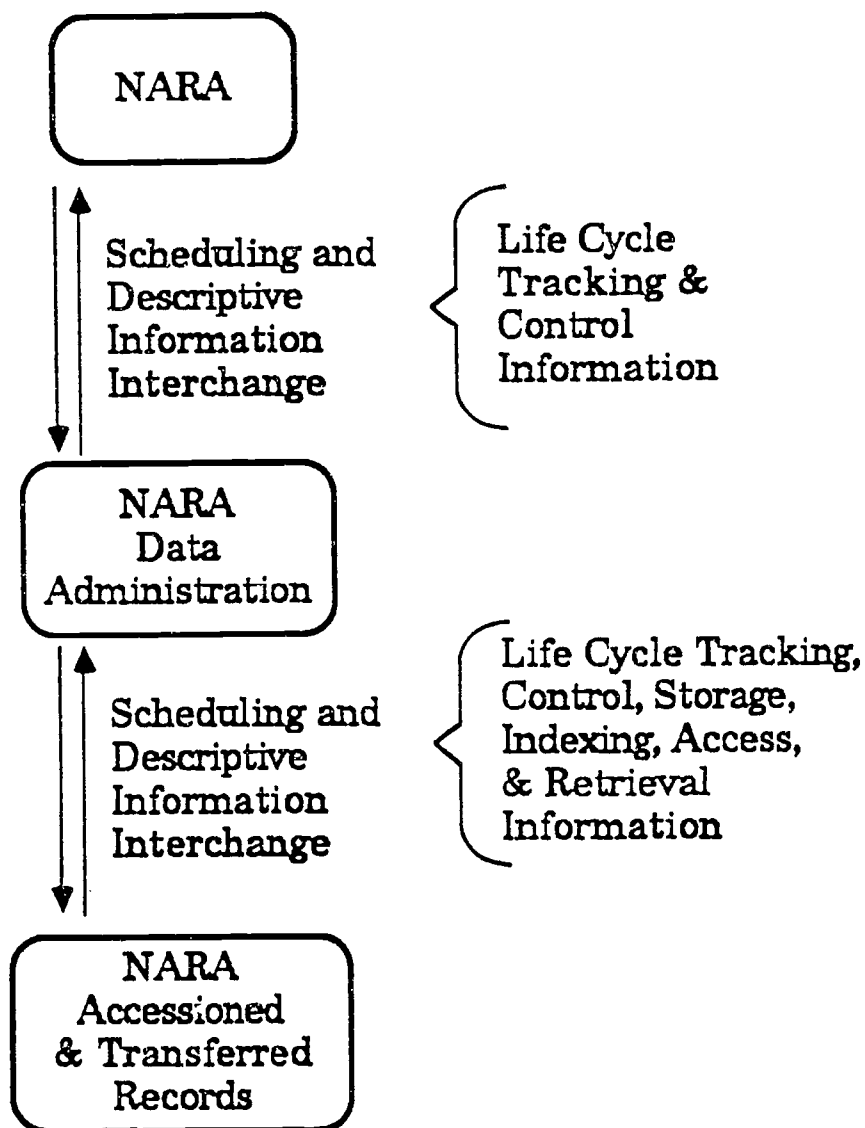 NARA
Scheduling and
Descriptive
Information
Interchange
Life Cycle
Tracking &
Control
Information
NARA
Data
Administration
Scheduling and
Descriptive
Information
Interchange
Life Cycle Tracking,
Control, Storage,
Indexing, Access,
& Retrieval
Information
NARA
Accessioned
& Transferred
Records